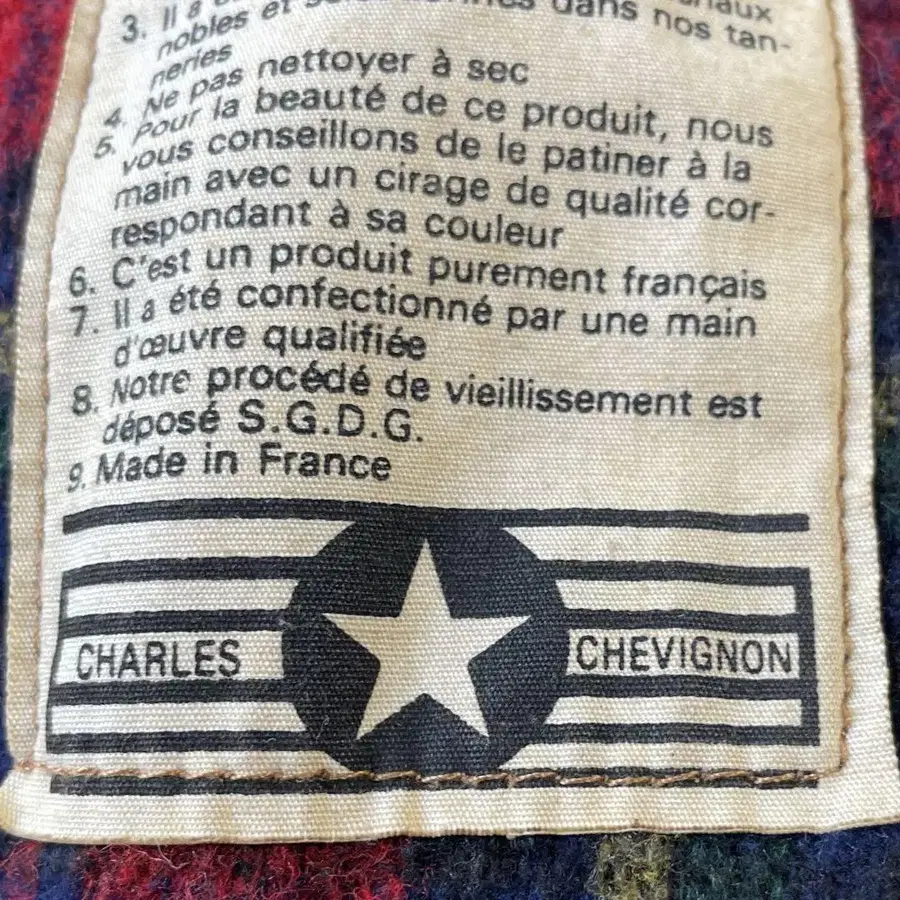 3. Il a
nobles et dans nos tan-
neries
4. Ne pas nettoyer à sec
5. Pour la beauté de ce produit, nous
vous conseillons de le patiner à la
main avec un cirage de qualité cor-
respondant à sa couleur
6. C'est un produit purement français
7. Il a été confectionné par une main
d'œuvre qualifiée
8. Notre procédé de vieillissement est
déposé S.G.D.G.
9. Made in France
CHARLES CHEVIGNON